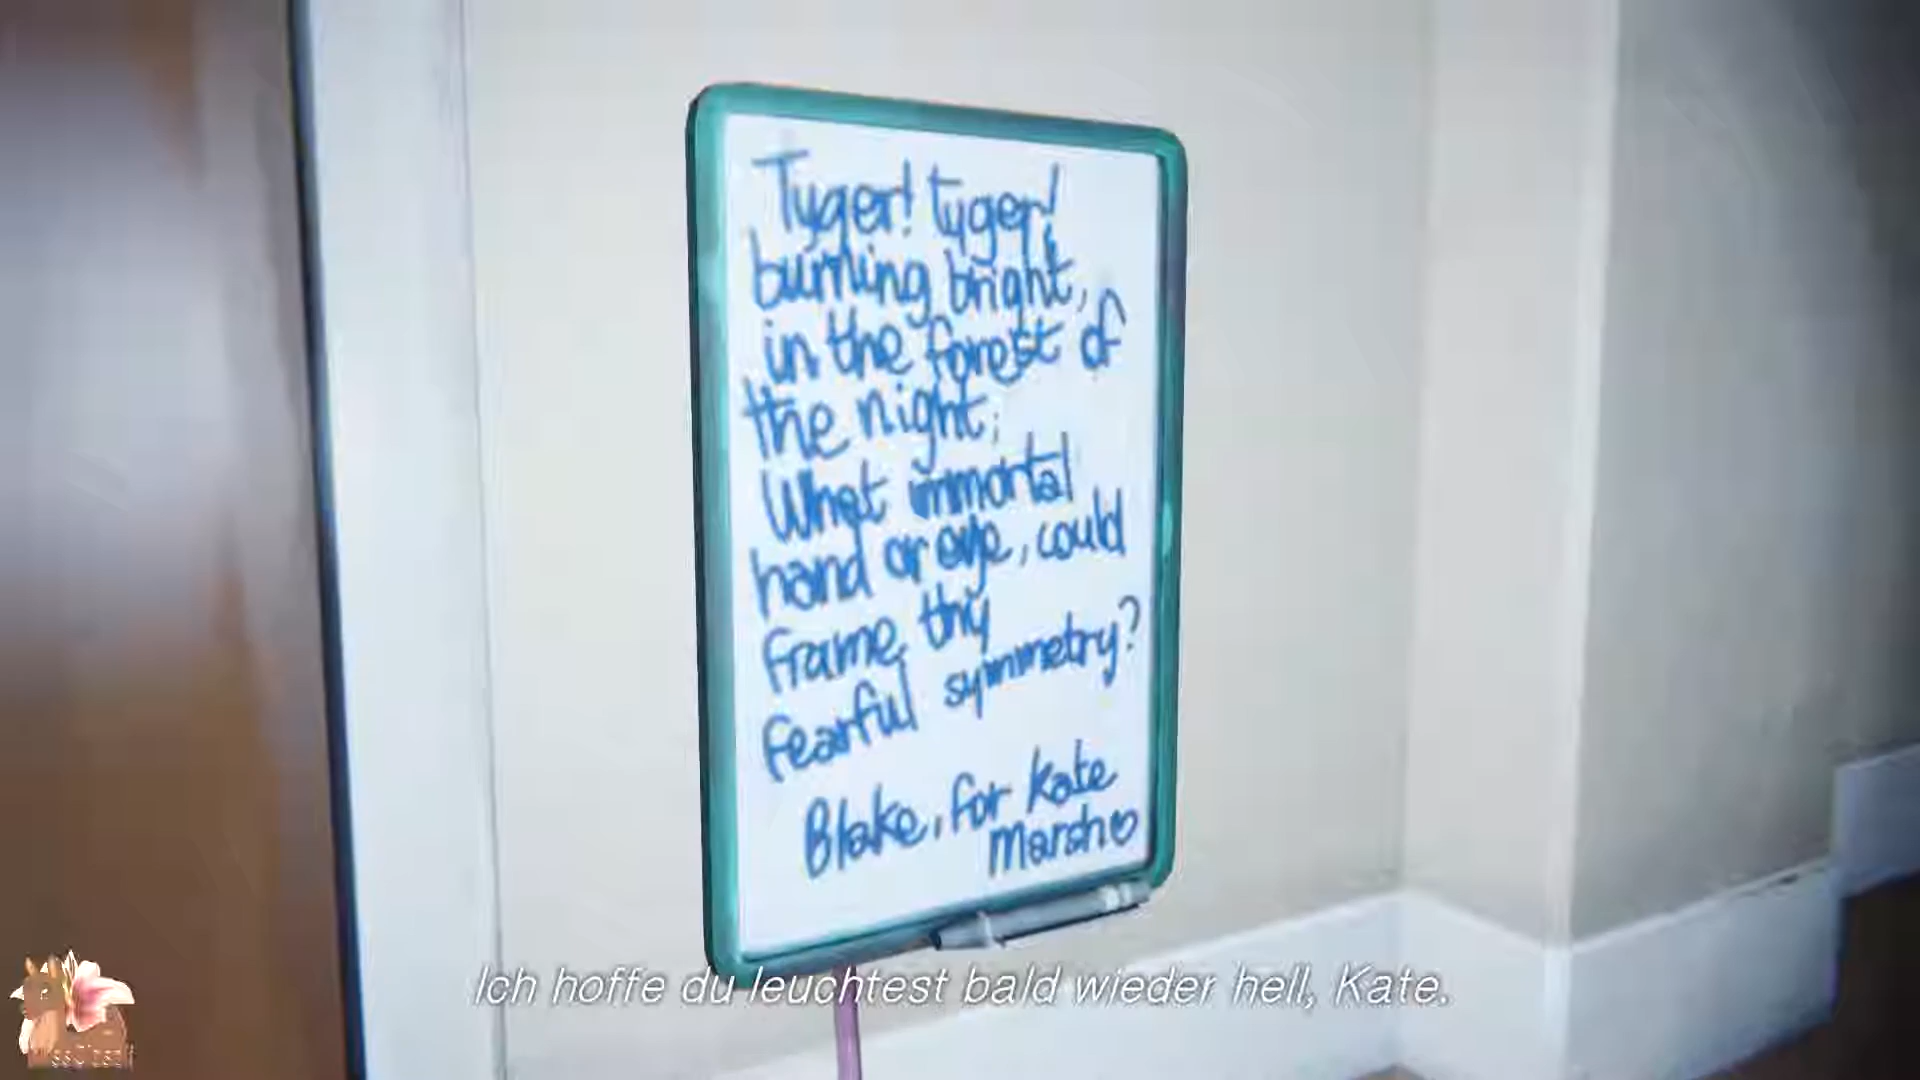 Tyger! tyger!
burning bright,
in the forest of
the night;
What immortal
hand or eye, could
frame thy
fearful symmetry?
Blake, for Kate
Marsh
Ich hoffe du leuchtest bald wieder hell, Kate.